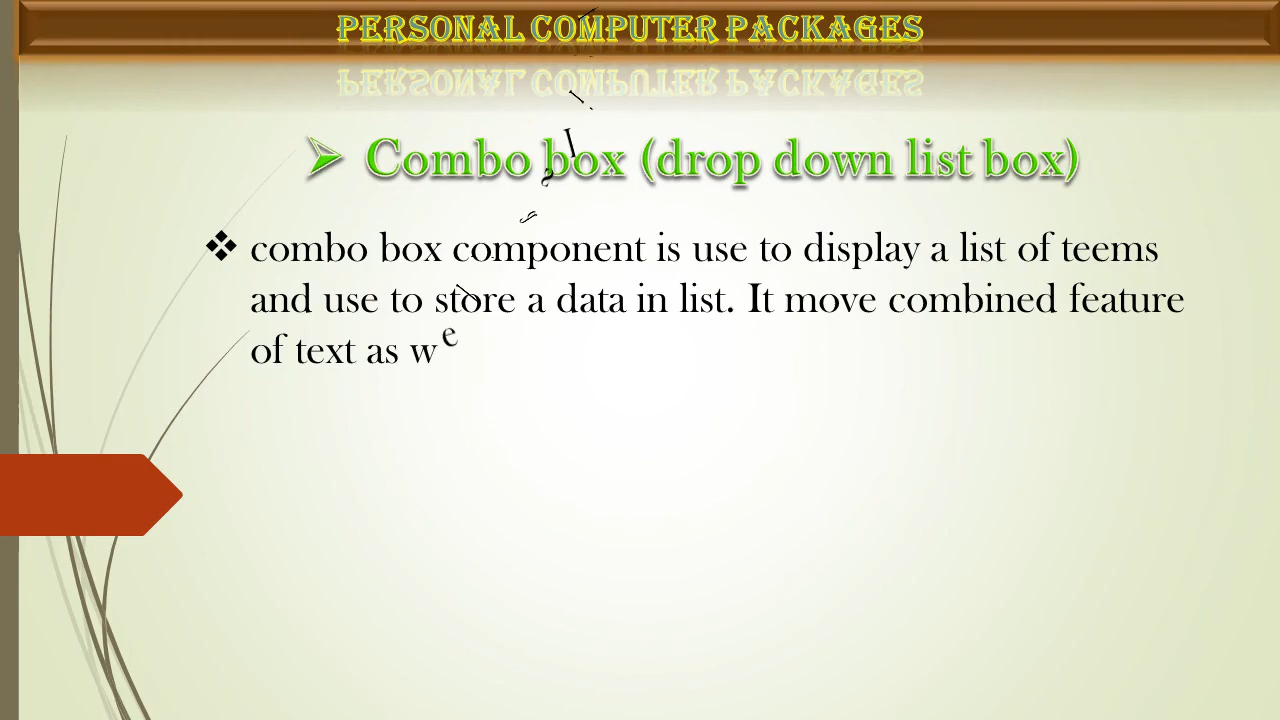 PERSONAL COMPUTER PACKAGES
Combo box (drop down list box)
combo box component is use to display a list of teems
and use to store a data in list. It move combined feature
of text as we